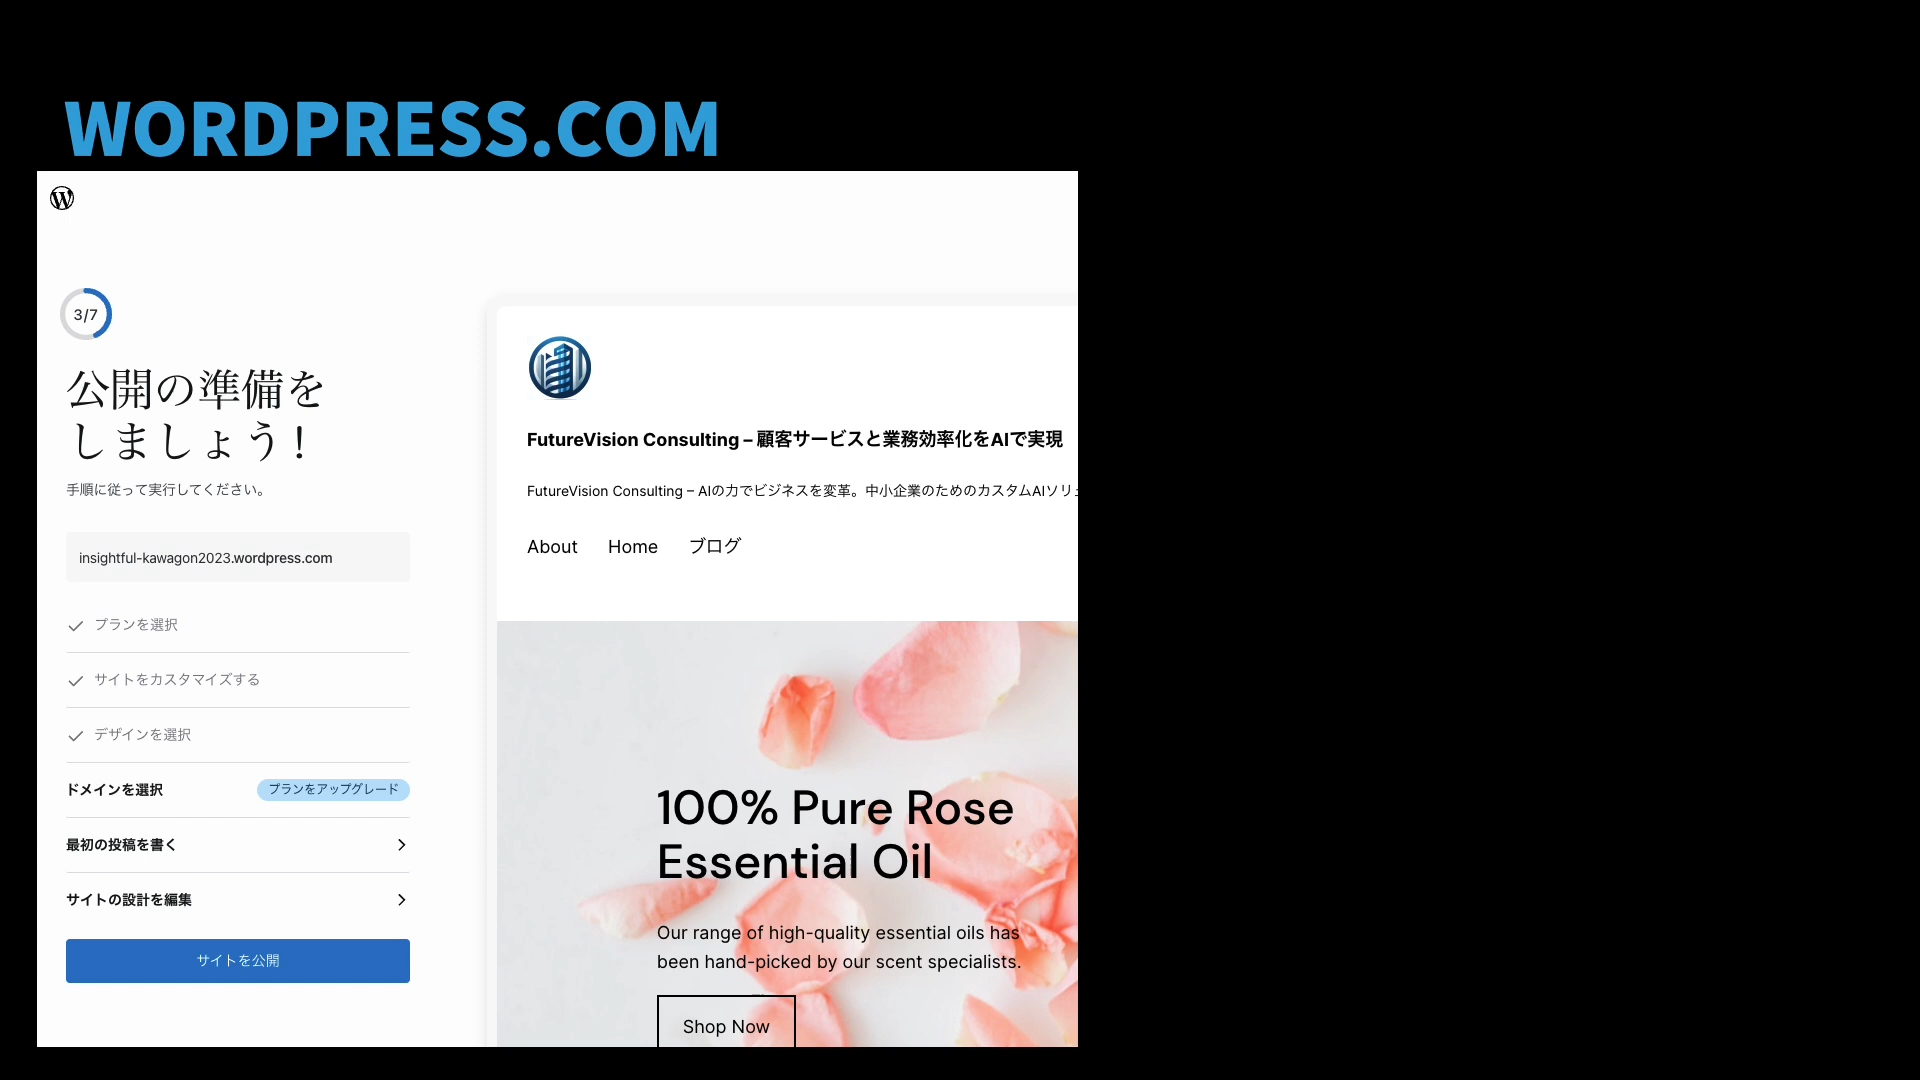 WORDPRESS.COM
3/7
公開の準備を
しましょう !
手順に従って実行してください。
insightful-kawagon2023.wordpress.com
プランを選択
サイトをカスタマイズする
デザインを選択
ドメインを選択
プランをアップグレード
最初の投稿を書く
サイトの設計を編集
サイトを公開
FutureVision Consulting – 顧客サービスと業務効率化をAIで実現
FutureVision Consulting – AIの力でビジネスを変革。中小企業のためのカスタムAIソリュ
About Home ブログ
100% Pure Rose
Essential Oil
Our range of high-quality essential oils has
been hand-picked by our scent specialists.
Shop Now